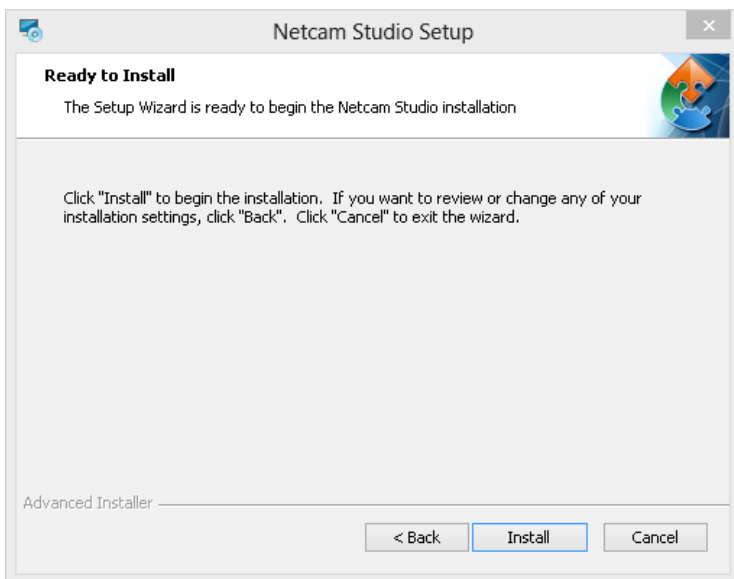 Netcam Studio Setup
Ready to Install
The Setup Wizard is ready to begin the Netcam Studio installation
Click "Install" to begin the installation. If you want to review or change any of your
installation settings, click "Back". Click "Cancel" to exit the wizard.
Advanced Installer
< Back Install Cancel